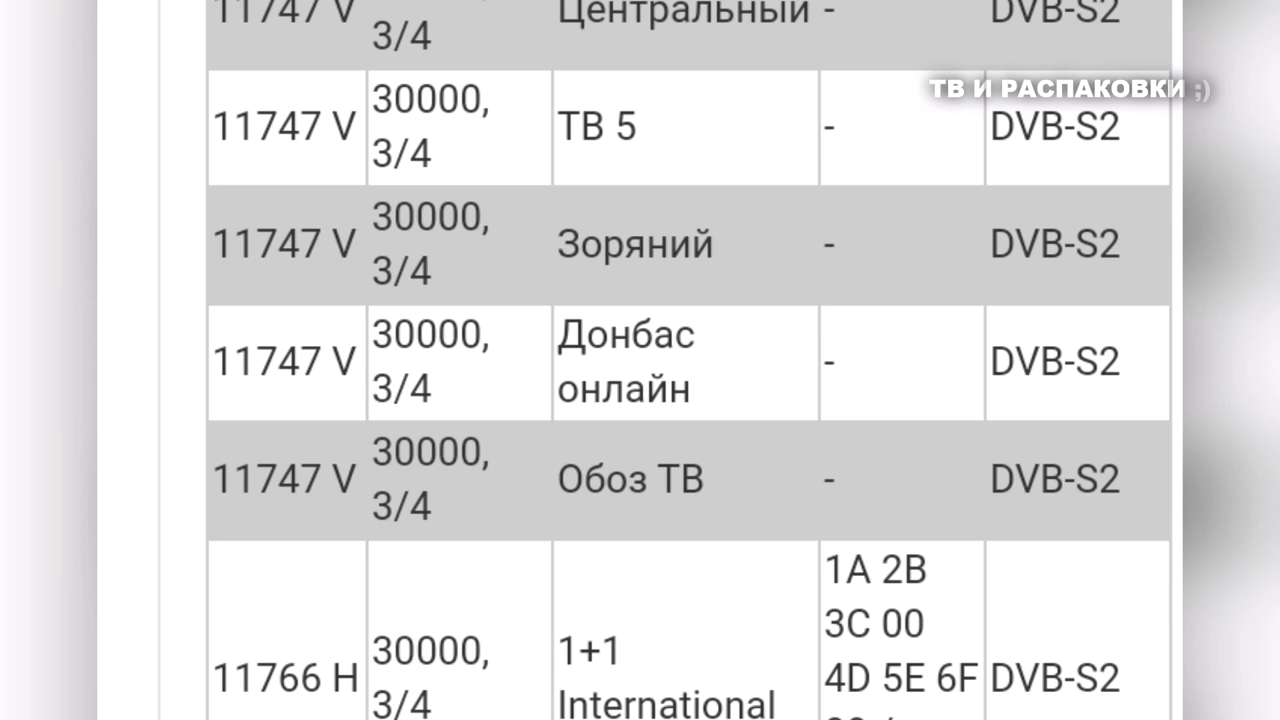 11747 V
3/4
Центральный
-
DVB-S2
ТВ И РАСПАКОВКИ ;)
11747 V
30000,
3/4
ТВ 5
-
DVB-S2
11747 V
30000,
3/4
Зоряний
-
DVB-S2
11747 V
30000,
3/4
Донбас
онлайн
-
DVB-S2
11747 V
30000,
3/4
Обоз ТВ
-
DVB-S2
11766 H
30000,
3/4
1+1
International
1A 2B
3C 00
4D 5E 6F
DVB-S2